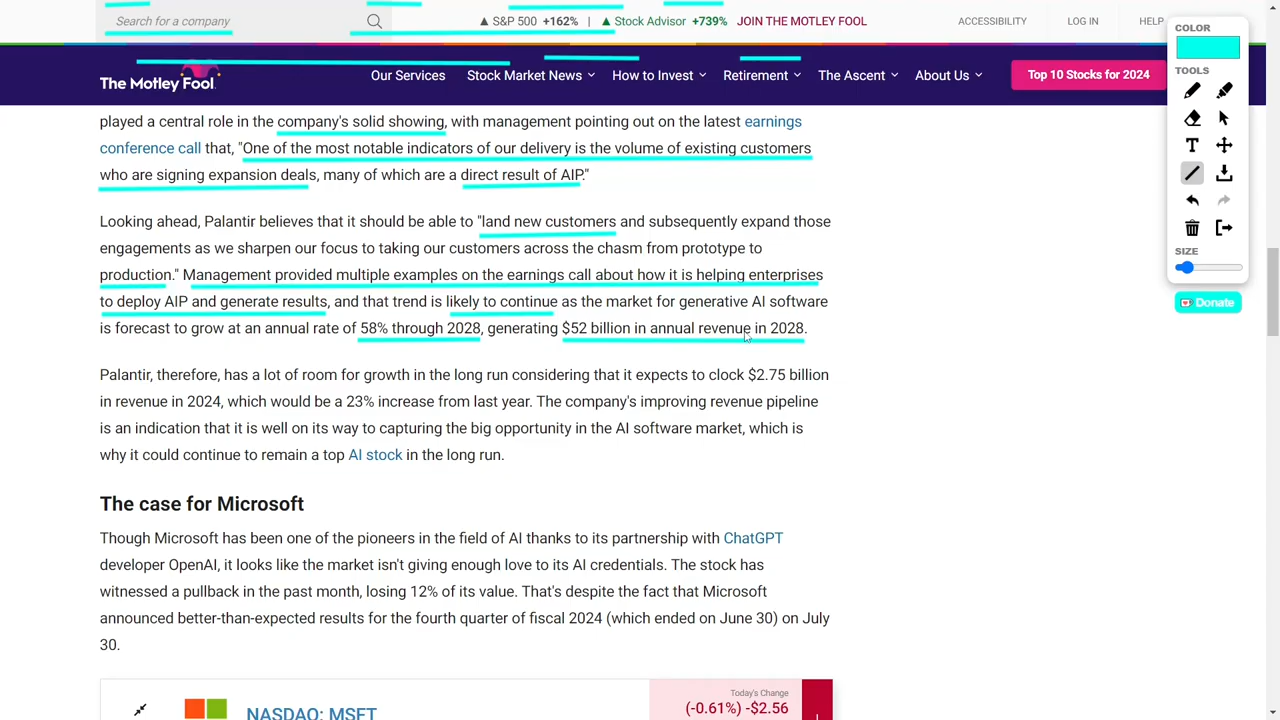 Search for a company
▲ S&P 500 +162% | ▲ Stock Advisor +739% JOIN THE MOTLEY FOOL
ACCESSIBILITY LOG IN HELP
The Motley Fool
Our Services Stock Market News How to Invest Retirement The Ascent About Us Top 10 Stocks for 2024
COLOR
TOOLS
T
SIZE
Donate
played a central role in the company's solid showing, with management pointing out on the latest earnings
conference call that, "One of the most notable indicators of our delivery is the volume of existing customers
who are signing expansion deals, many of which are a direct result of AIP."
Looking ahead, Palantir believes that it should be able to "land new customers and subsequently expand those
engagements as we sharpen our focus to taking our customers across the chasm from prototype to
production." Management provided multiple examples on the earnings call about how it is helping enterprises
to deploy AIP and generate results, and that trend is likely to continue as the market for generative AI software
is forecast to grow at an annual rate of 58% through 2028, generating $52 billion in annual revenue in 2028.
Palantir, therefore, has a lot of room for growth in the long run considering that it expects to clock $2.75 billion
in revenue in 2024, which would be a 23% increase from last year. The company's improving revenue pipeline
is an indication that it is well on its way to capturing the big opportunity in the AI software market, which is
why it could continue to remain a top AI stock in the long run.
The case for Microsoft
Though Microsoft has been one of the pioneers in the field of AI thanks to its partnership with ChatGPT
developer OpenAI, it looks like the market isn't giving enough love to its AI credentials. The stock has
witnessed a pullback in the past month, losing 12% of its value. That's despite the fact that Microsoft
announced better-than-expected results for the fourth quarter of fiscal 2024 (which ended on June 30) on July
30.
NASDAQ: MSFT
Today's Change
(-0.61%) -$2.56